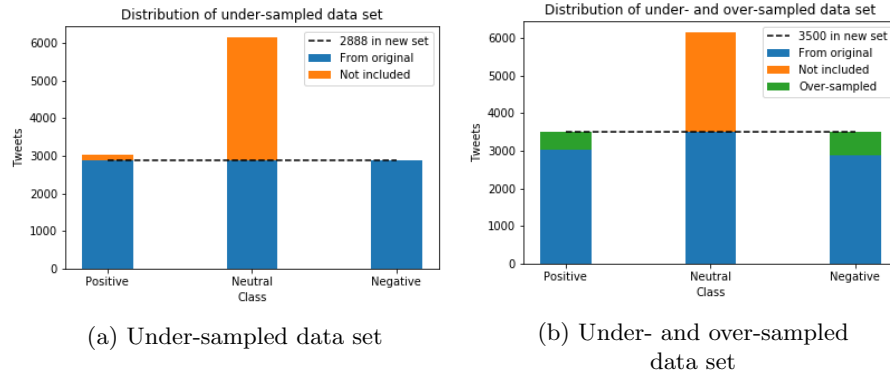 Distribution of under-sampled data set
6000
5000
4000
3000
2000
1000
0
Tweets
2888 in new set
From original
Not included
Positive
Neutral
Negative
Class
(a) Under-sampled data set
Distribution of under- and over-sampled data set
6000
5000
4000
3000
2000
1000
0
Tweets
3500 in new set
From original
Not included
Over-sampled
Positive
Neutral
Negative
Class
(b) Under- and over-sampled
data set